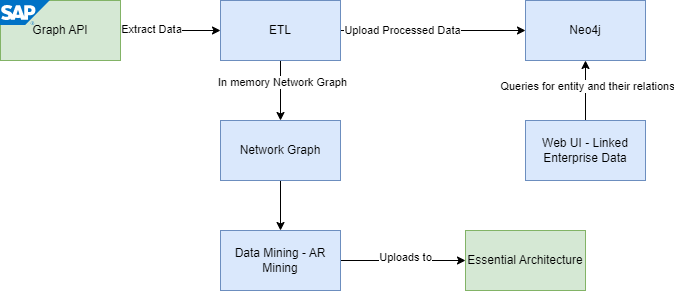 SAP
Graph API
Extract Data
ETL
Upload Processed Data
Neo4j
In memory Network Graph
Queries for entity and their relations
Network Graph
Web UI - Linked
Enterprise Data
Data Mining - AR
Mining
Uploads to
Essential Architecture